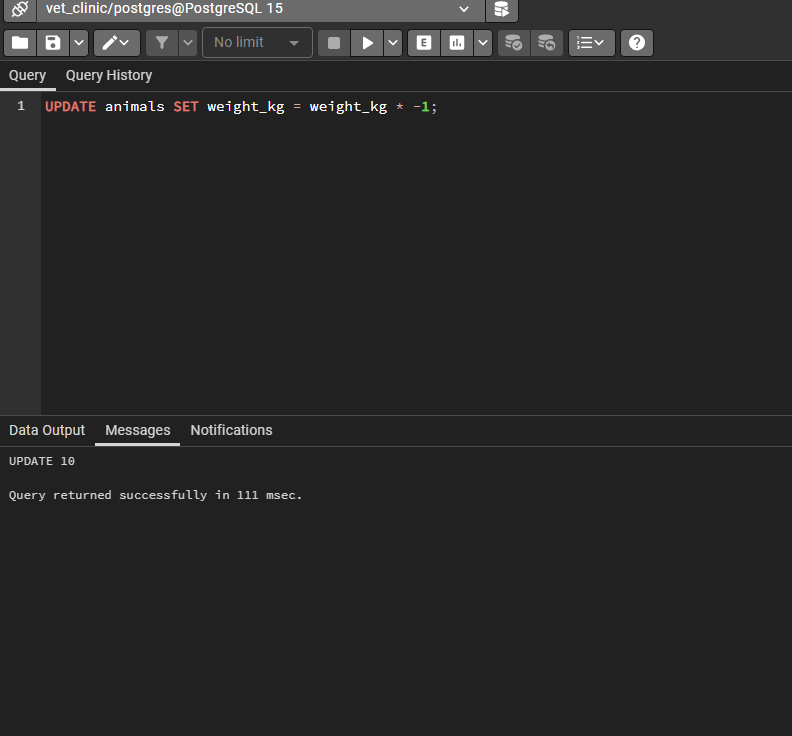 vet_clinic/postgres@PostgreSQL 15
No limit
E
Query Query History
1 UPDATE animals SET weight_kg = weight_kg * -1;
Data Output Messages Notifications
UPDATE 10
Query returned successfully in 111 msec.